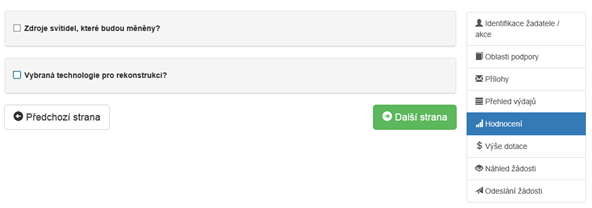 Zdroje svítidel, které budou měněny?
Vybraná technologie pro rekonstrukci?
Předchozí strana
Další strana
Identifikace žadatele /
akce
Oblasti podpory
Přílohy
Přehled výdajů
Hodnocení
Výše dotace
Náhled žádosti
Odeslání žádosti